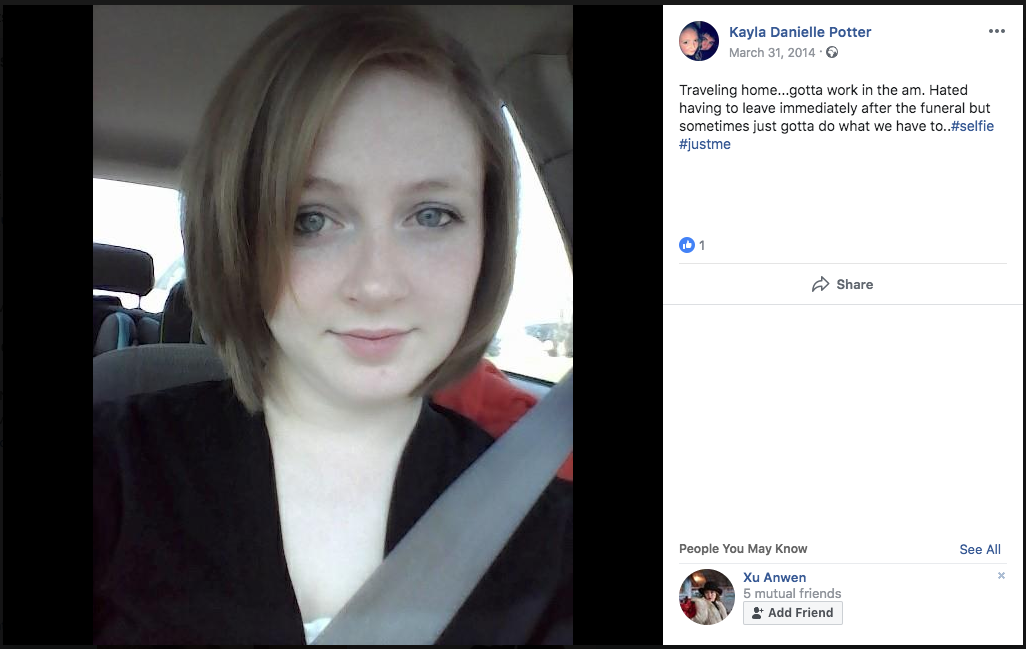 Kayla Danielle Potter
March 31, 2014 ·
Traveling home...gotta work in the am. Hated
having to leave immediately after the funeral but
sometimes just gotta do what we have to..#selfie
#justme
1
Share
People You May Know
See All
Xu Anwen
5 mutual friends
Add Friend